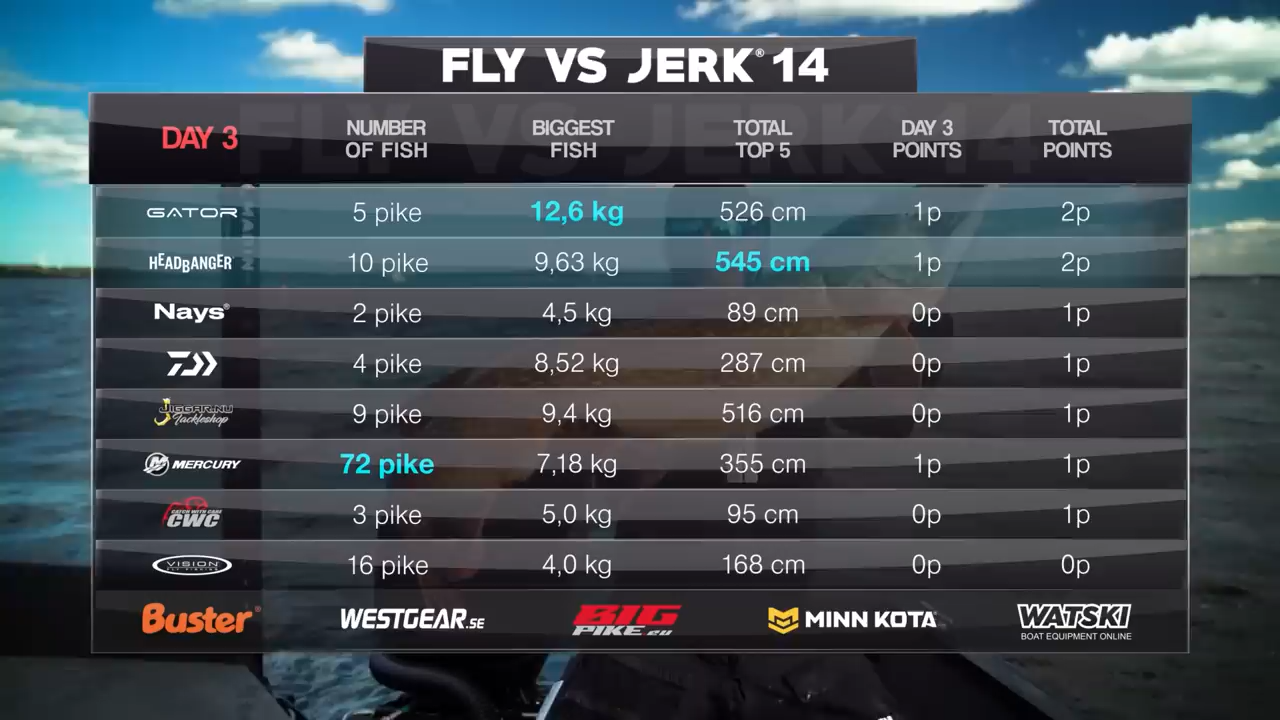 FLY VS JERK® 14
DAY 3 NUMBER OF FISH BIGGEST FISH TOTAL TOP 5 DAY 3 POINTS TOTAL POINTS
GATOR 5 pike 12,6 kg 526 cm 1p 2p
HEADBANGER 10 pike 9,63 kg 545 cm 1p 2p
Nays® 2 pike 4,5 kg 89 cm 0p 1p
4 pike 8,52 kg 287 cm 0p 1p
JIGGAR.NU Tackleshop 9 pike 9,4 kg 516 cm 0p 1p
MERCURY 72 pike 7,18 kg 355 cm 1p 1p
CATCH WITH CARE CWC 3 pike 5,0 kg 95 cm 0p 1p
VISION FLY FISHING 16 pike 4,0 kg 168 cm 0p 0p
Buster® WESTGEAR.SE BIG PIKE.eu MINN KOTA WATSKI
BOAT EQUIPMENT ONLINE